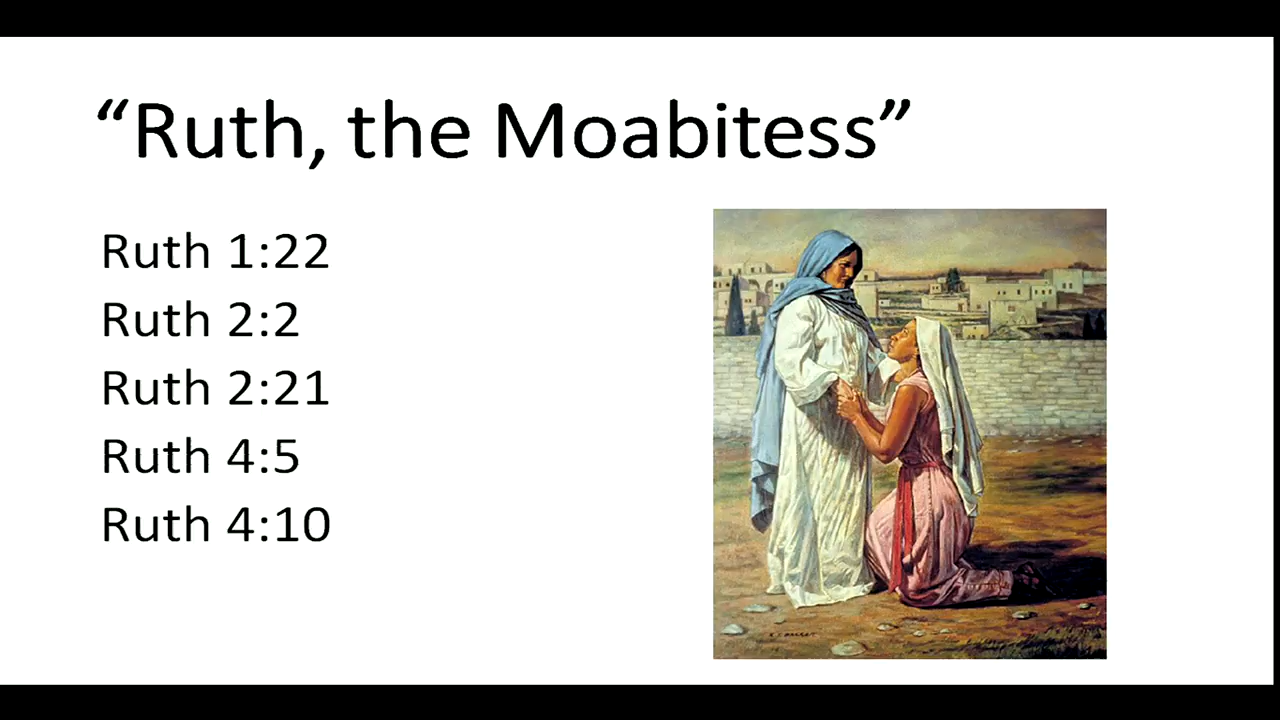 “Ruth, the Moabitess”
Ruth 1:22
Ruth 2:2
Ruth 2:21
Ruth 4:5
Ruth 4:10